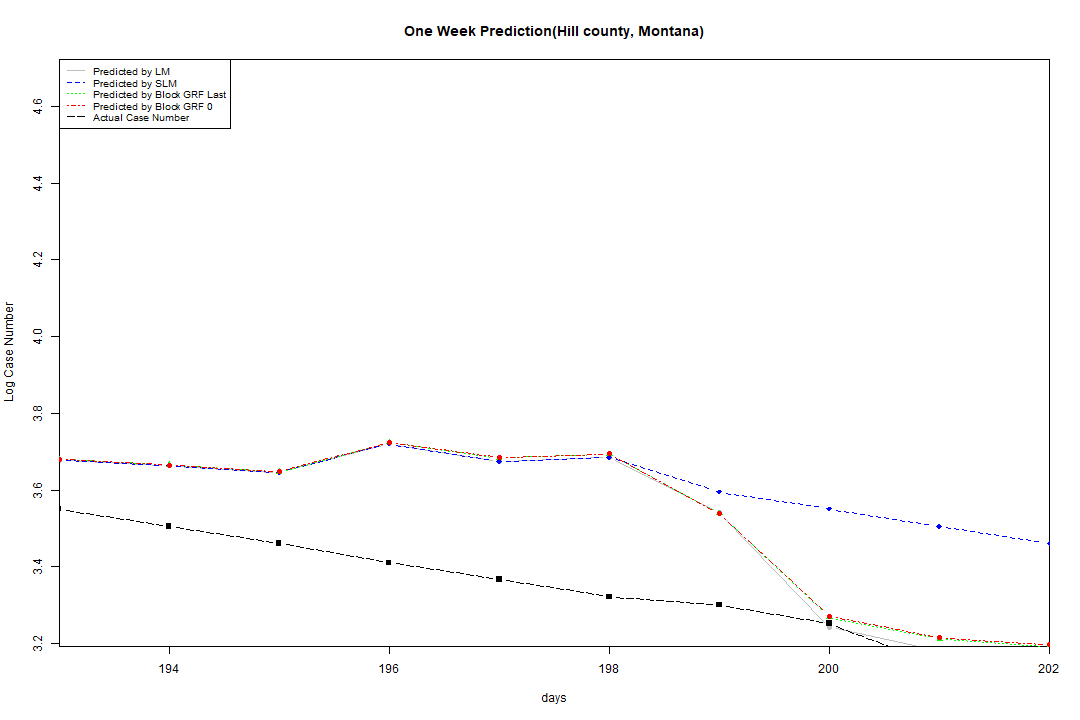 One Week Prediction(Hill county, Montana)
Predicted by LM
Predicted by SLM
Predicted by Block GRF Last
Predicted by Block GRF 0
Actual Case Number
4.6
4.4
4.2
4.0
3.8
3.6
3.4
3.2
Log Case Number
194 196 198 200 202
days